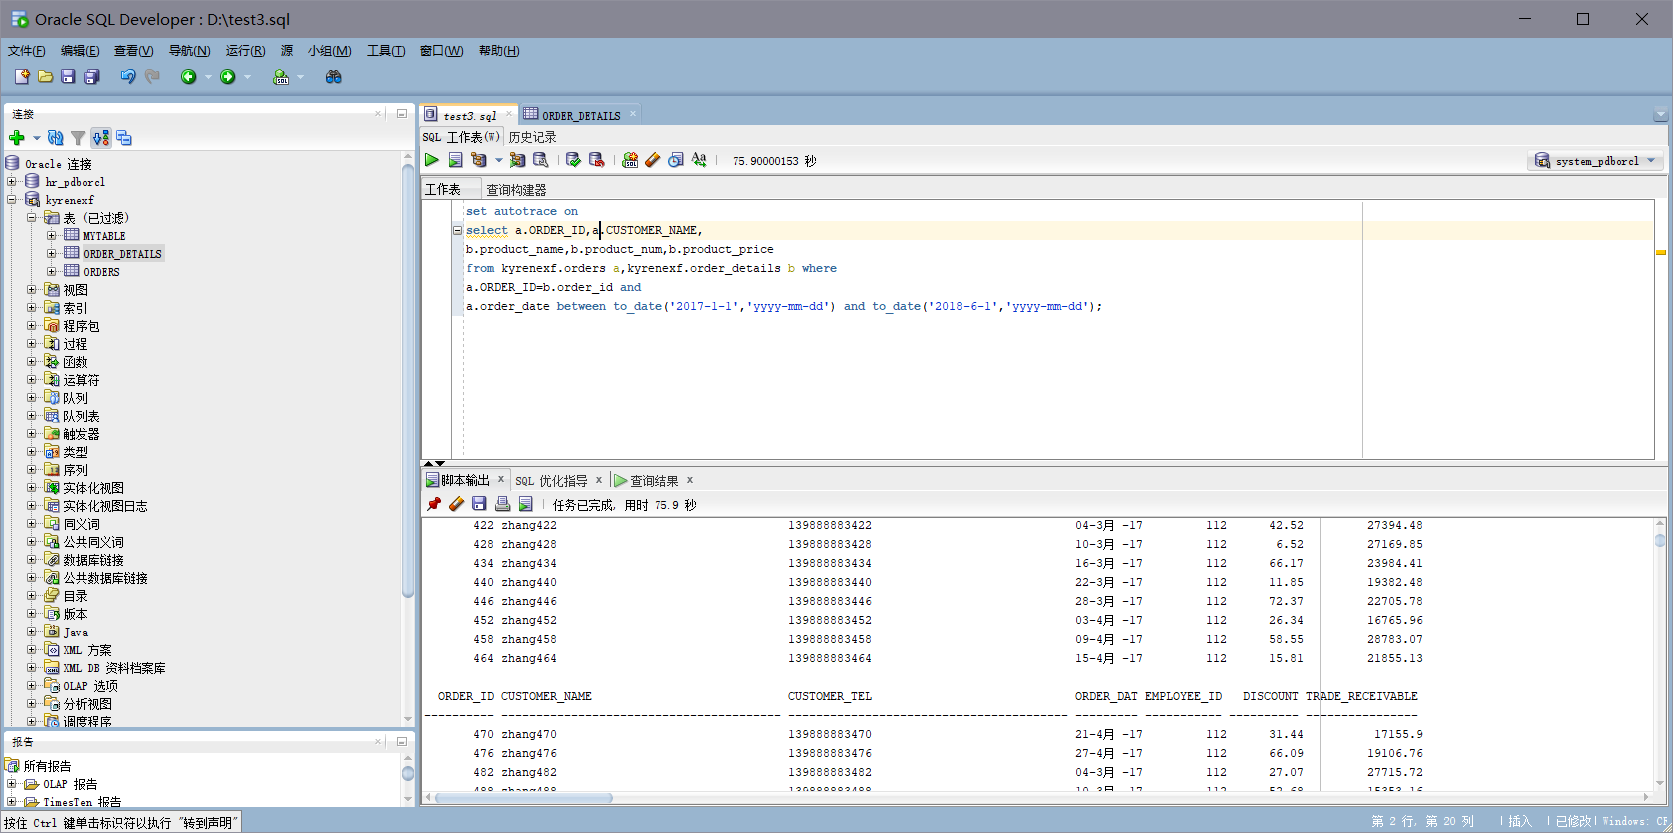 Oracle SQL Developer : D:\test3.sql
文件(F) 编辑(E) 查看(V) 导航(N) 运行(R) 源 小组(M) 工具(T) 窗口(W) 帮助(H)
连接
Oracle 连接
hr_pdborcl
kyrenexf
表 (已过滤)
MYTABLE
ORDER_DETAILS
ORDERS
视图
索引
程序包
过程
函数
运算符
队列
队列表
触发器
类型
序列
实体化视图
实体化视图日志
同义词
公共同义词
数据库链接
公共数据库链接
目录
版本
Java
XML 方案
XML DB 资料档案库
OLAP 选项
分析视图
调度程序
报告
所有报告
OLAP 报告
TimesTen 报告
test3.sql ORDER_DETAILS
SQL 工作表(W) 历史记录
75.90000153 秒 system_pdborcl
工作表 查询构建器
set autotrace on
select a.ORDER_ID,a.CUSTOMER_NAME,
b.product_name,b.product_num,b.product_price
from kyrenexf.orders a,kyrenexf.order_details b where
a.ORDER_ID=b.order_id and
a.order_date between to_date('2017-1-1','yyyy-mm-dd') and to_date('2018-6-1','yyyy-mm-dd');
脚本输出 SQL 优化指导 查询结果
任务已完成, 用时 75.9 秒
422 zhang422 139888883422 04-3月 -17 112 42.52 27394.48
428 zhang428 139888883428 10-3月 -17 112 6.52 27169.85
434 zhang434 139888883434 16-3月 -17 112 66.17 23984.41
440 zhang440 139888883440 22-3月 -17 112 11.85 19382.48
446 zhang446 139888883446 28-3月 -17 112 72.37 22705.78
452 zhang452 139888883452 03-4月 -17 112 26.34 16765.96
458 zhang458 139888883458 09-4月 -17 112 58.55 28783.07
464 zhang464 139888883464 15-4月 -17 112 15.81 21855.13
ORDER_ID CUSTOMER_NAME CUSTOMER_TEL ORDER_DAT EMPLOYEE_ID DISCOUNT TRADE_RECEIVABLE
---------- ---------------------------------------- ---------------------------------------- --------- ----------- ---------- ----------------
470 zhang470 139888883470 21-4月 -17 112 31.44 17155.9
476 zhang476 139888883476 27-4月 -17 112 66.09 19106.76
482 zhang482 139888883482 04-3月 -17 112 27.07 27715.72
488 zhang488 139888883488 10-3月 -17 112 52.68 15353.16
按住 Ctrl 键单击标识符以执行 "转到声明"
第 2 行, 第 20 列 插入 已修改 Windows: CF